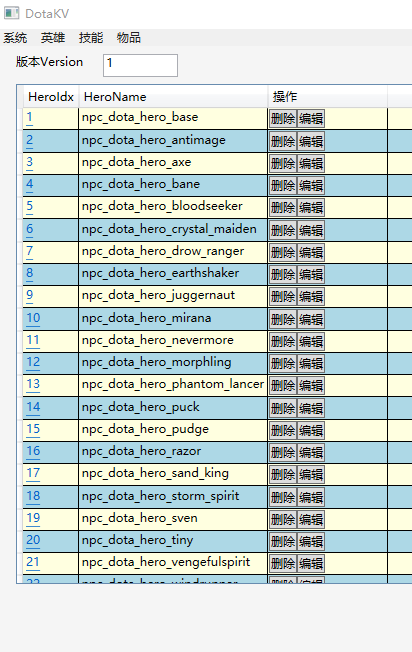 DotaKV
系统 英雄 技能 物品
版本Version 1
HeroIdx HeroName 操作
1 npc_dota_hero_base 删除 编辑
2 npc_dota_hero_antimage 删除 编辑
3 npc_dota_hero_axe 删除 编辑
4 npc_dota_hero_bane 删除 编辑
5 npc_dota_hero_bloodseeker 删除 编辑
6 npc_dota_hero_crystal_maiden 删除 编辑
7 npc_dota_hero_drow_ranger 删除 编辑
8 npc_dota_hero_earthshaker 删除 编辑
9 npc_dota_hero_juggernaut 删除 编辑
10 npc_dota_hero_mirana 删除 编辑
11 npc_dota_hero_nevermore 删除 编辑
12 npc_dota_hero_morphling 删除 编辑
13 npc_dota_hero_phantom_lancer 删除 编辑
14 npc_dota_hero_puck 删除 编辑
15 npc_dota_hero_pudge 删除 编辑
16 npc_dota_hero_razor 删除 编辑
17 npc_dota_hero_sand_king 删除 编辑
18 npc_dota_hero_storm_spirit 删除 编辑
19 npc_dota_hero_sven 删除 编辑
20 npc_dota_hero_tiny 删除 编辑
21 npc_dota_hero_vengefulspirit 删除 编辑
22 npc_dota_hero_windrunner 删除 编辑